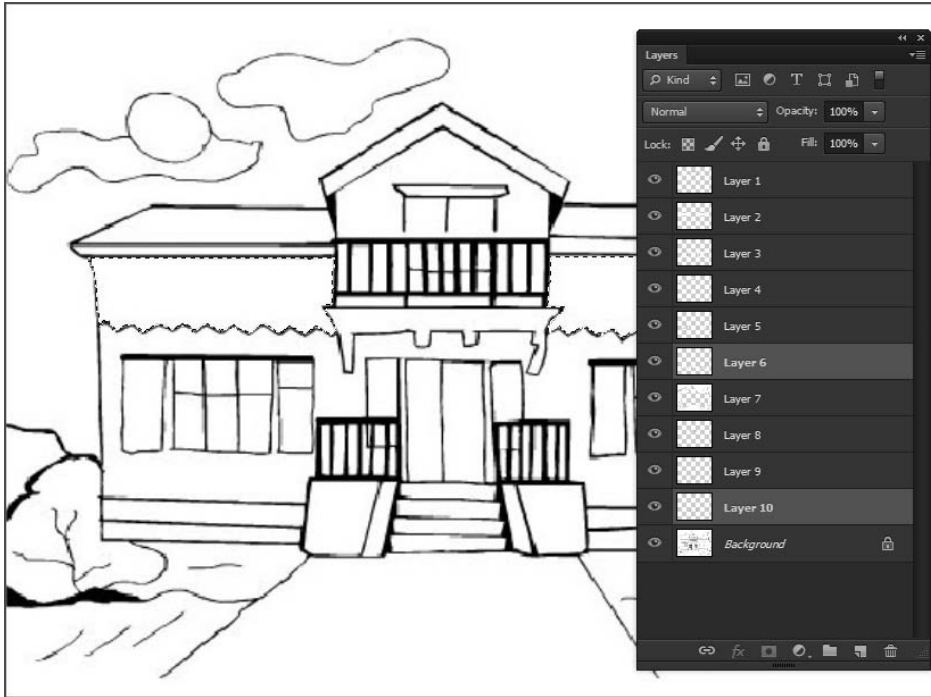 Layers
Kind
Normal Opacity: 100%
Lock: Fill: 100%
Layer 1
Layer 2
Layer 3
Layer 4
Layer 5
Layer 6
Layer 7
Layer 8
Layer 9
Layer 10
Background
fx